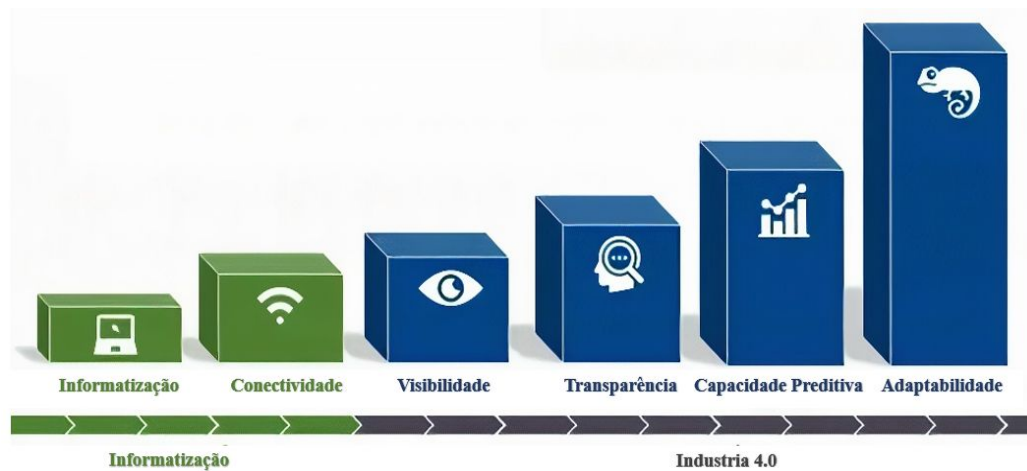 Informatização Conectividade Visibilidade Transparência Capacidade Preditiva Adaptabilidade
Informatização Industria 4.0